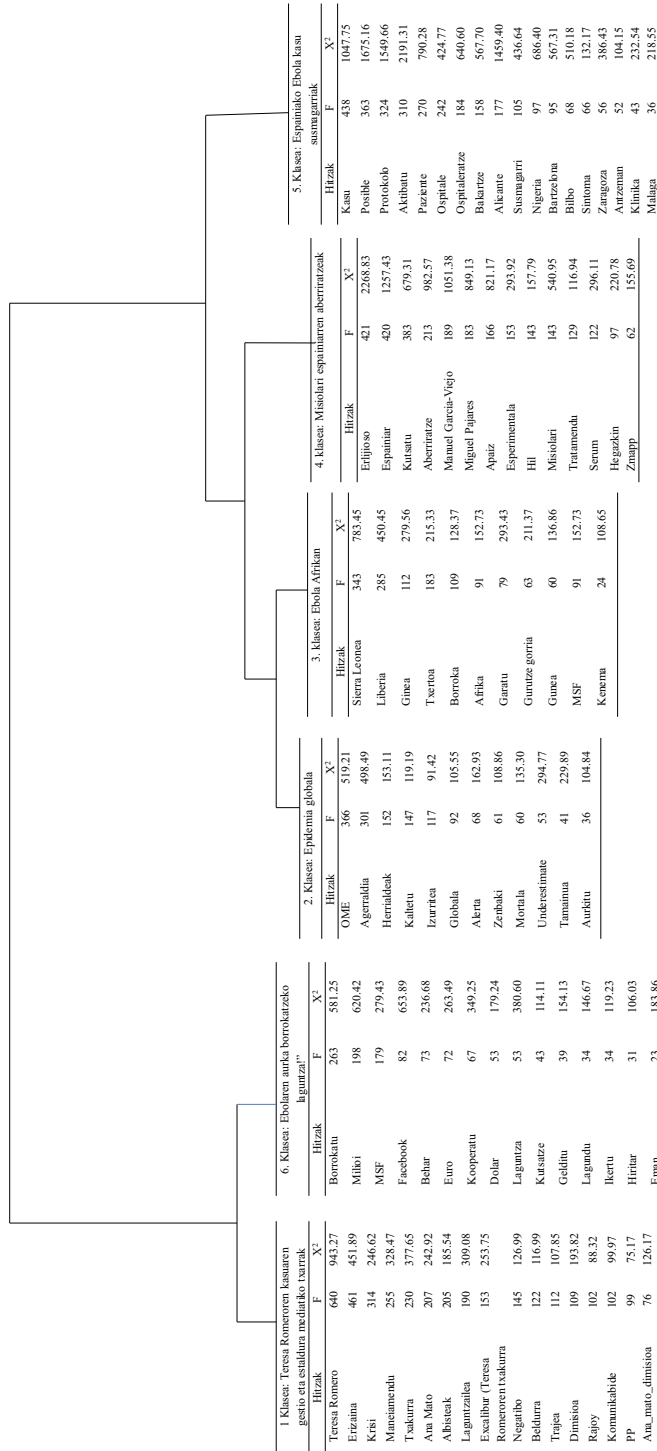 1 Klasea: Teresa Romeroren kasuaren
gestio eta estaldura mediatiko txarrak
Hitzak F X²
Teresa Romero 640 943.27
Erizaina 461 451.89
Krisi 314 246.62
Maneiamendu 255 328.47
Txakurra 230 377.65
Ana Mato 207 242.92
Albisteak 205 185.54
Laguntzailea 190 309.08
Excalibur (Teresa 153 253.75
Romeroren txakurra
Negatibo 145 126.99
Beldurra 122 116.99
Trajea 112 107.85
Dimisioa 109 193.82
Rajoy 102 88.32
Komunikabide 102 99.97
PP 99 75.17
Ana_mato_dimisioa 76 126.17
6. Klasea: Ebolaren aurka borrokatzeko
laguntza!”
Hitzak F X²
Borrokatu 263 581.25
Milioi 198 620.42
MSF 179 279.43
Facebook 82 653.89
Behar 73 236.68
Euro 72 263.49
Kooperatu 67 349.25
Dolar 53 179.24
Laguntza 53 380.60
Kutsatze 43 114.11
Gelditu 39 154.13
Lagundu 34 146.67
Ikertu 34 119.23
Hiritar 31 106.03
Eman 23 183.86
2. Klasea: Epidemia globala
Hitzak F X²
OME 366 519.21
Agerraldia 301 498.49
Herrialdeak 152 153.11
Kaltetu 147 119.19
Izurritea 117 91.42
Globala 92 105.55
Alerta 68 162.93
Zenbaki 61 108.86
Mortala 60 135.30
Underestimate 53 294.77
Tamainua 41 229.89
Aurkitu 36 104.84
3. klasea: Ebola Afrikan
Hitzak F X²
Sierra Leonea 343 783.45
Liberia 285 450.45
Ginea 112 279.56
Txertoa 183 215.33
Borroka 109 128.37
Afrika 91 152.73
Garatu 79 293.43
Gurutze gorria 63 211.37
Gunea 60 136.86
MSF 91 152.73
Kenema 24 108.65
4. klasea: Misiolari espainiarren aberriratzeak
Hitzak F X²
Erlijioso 421 2268.83
Espainiar 420 1257.43
Kutsatu 383 679.31
Aberriratze 213 982.57
Manuel Garcia-Viejo 189 1051.38
Miguel Pajares 183 849.13
Apaiz 166 821.17
Esperimentala 153 293.92
Hil 143 157.79
Misiolari 143 540.95
Tratamendu 129 116.94
Serum 122 296.11
Hegazkin 97 220.78
Zmapp 62 155.69
5. Klasea: Espainiako Ebola kasu
susmagarriak
Hitzak F X²
Kasu 438 1047.75
Posible 363 1675.16
Protokolo 324 1549.66
Aktibatu 310 2191.31
Paziente 270 790.28
Ospitale 242 424.77
Ospitaleratze 184 640.60
Bakartze 158 567.70
Alicante 177 1459.40
Susmagarri 105 436.64
Nigeria 97 686.40
Bartzelona 95 567.31
Bilbo 68 510.18
Sintoma 66 132.17
Zaragoza 56 386.43
Antzeman 52 104.15
Klinika 43 232.54
Malaga 36 218.55